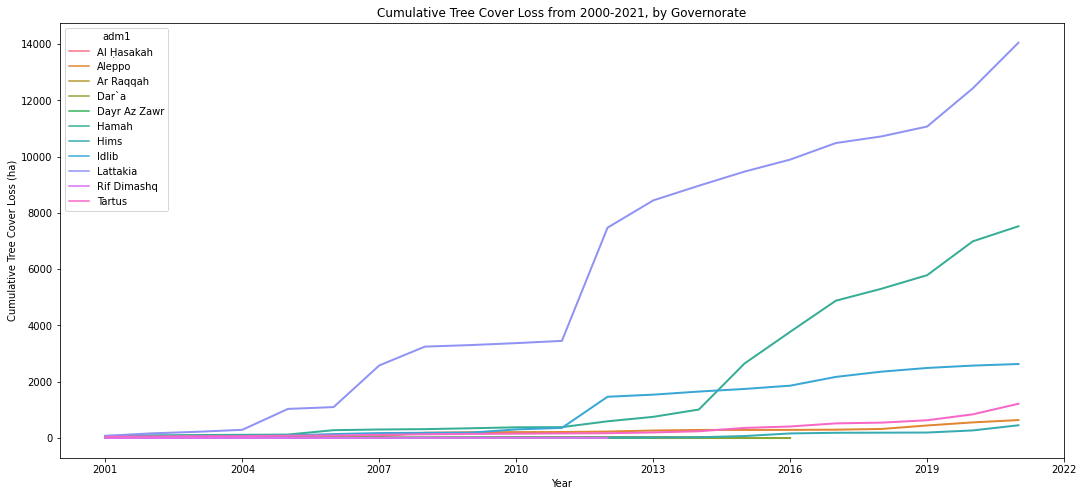 Cumulative Tree Cover Loss from 2000-2021, by Governorate
adm1
Al Ḥasakah
Aleppo
Ar Raqqah
Dar`a
Dayr Az Zawr
Hamah
Hims
Idlib
Lattakia
Rif Dimashq
Tartus
Cumulative Tree Cover Loss (ha)
14000
12000
10000
8000
6000
4000
2000
0
2001
2004
2007
2010
2013
2016
2019
2022
Year